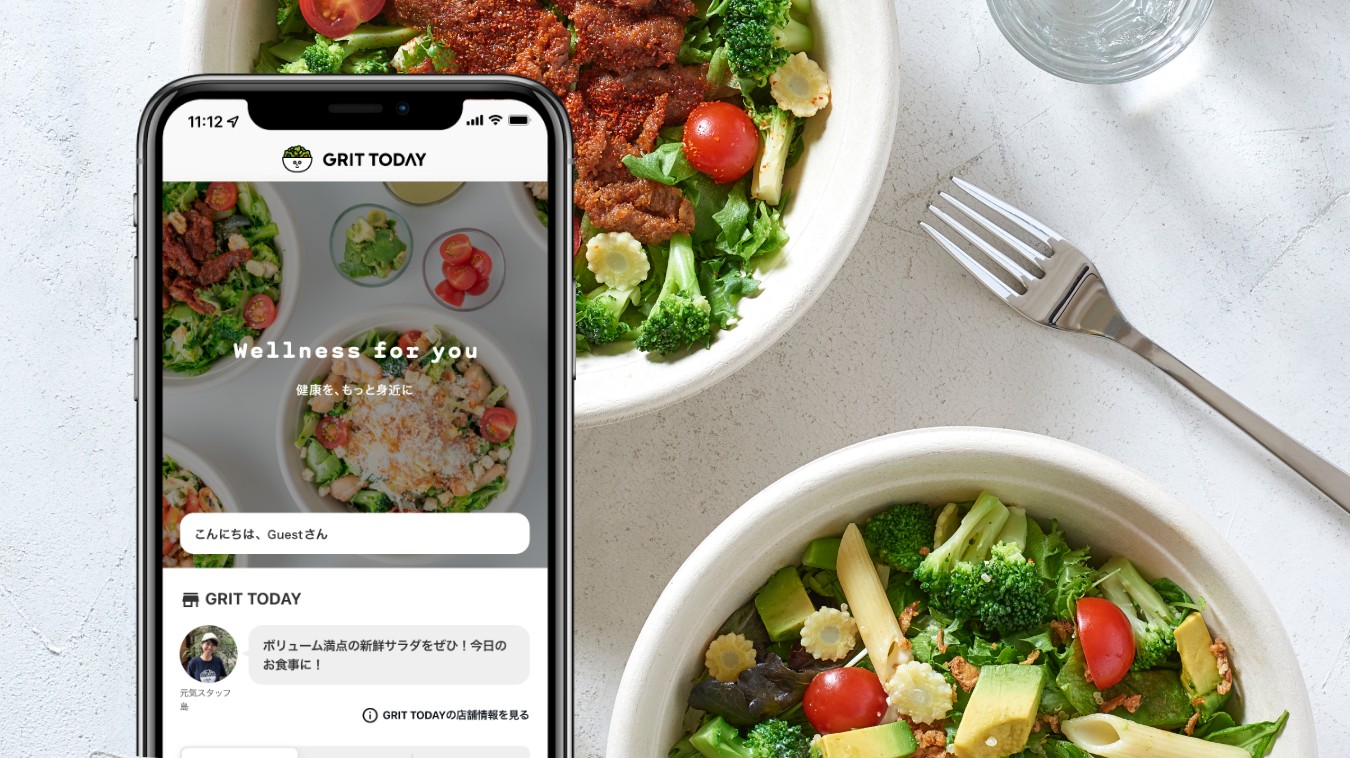 11:12
GRIT TODAY
Wellness for you
健康を、もっと身近に
こんにちは、Guestさん
GRIT TODAY
ボリューム満点の新鮮サラダをぜひ！今日の
お食事に！
元気スタッフ
島
GRIT TODAYの店舗情報を見る